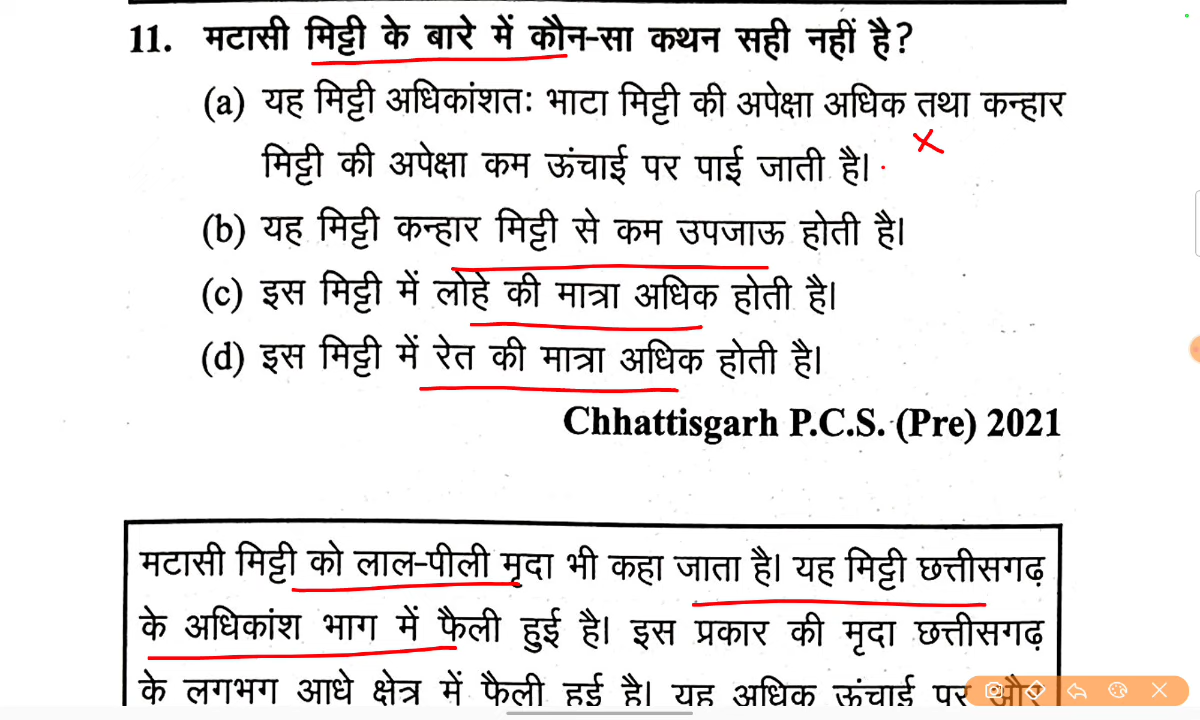 11. मटासी मिट्टी के बारे में कौन-सा कथन सही नहीं है?
(a) यह मिट्टी अधिकांशतः भाटा मिट्टी की अपेक्षा अधिक तथा कन्हार
मिट्टी की अपेक्षा कम ऊंचाई पर पाई जाती है।
(b) यह मिट्टी कन्हार मिट्टी से कम उपजाऊ होती है।
(c) इस मिट्टी में लोहे की मात्रा अधिक होती है।
(d) इस मिट्टी में रेत की मात्रा अधिक होती है।
Chhattisgarh P.C.S. (Pre) 2021
मटासी मिट्टी को लाल-पीली मृदा भी कहा जाता है। यह मिट्टी छत्तीसगढ़
के अधिकांश भाग में फैली हुई है। इस प्रकार की मृदा छत्तीसगढ़
के लगभग आधे क्षेत्र में फैली हुई है। यह अधिक ऊंचाई पर और